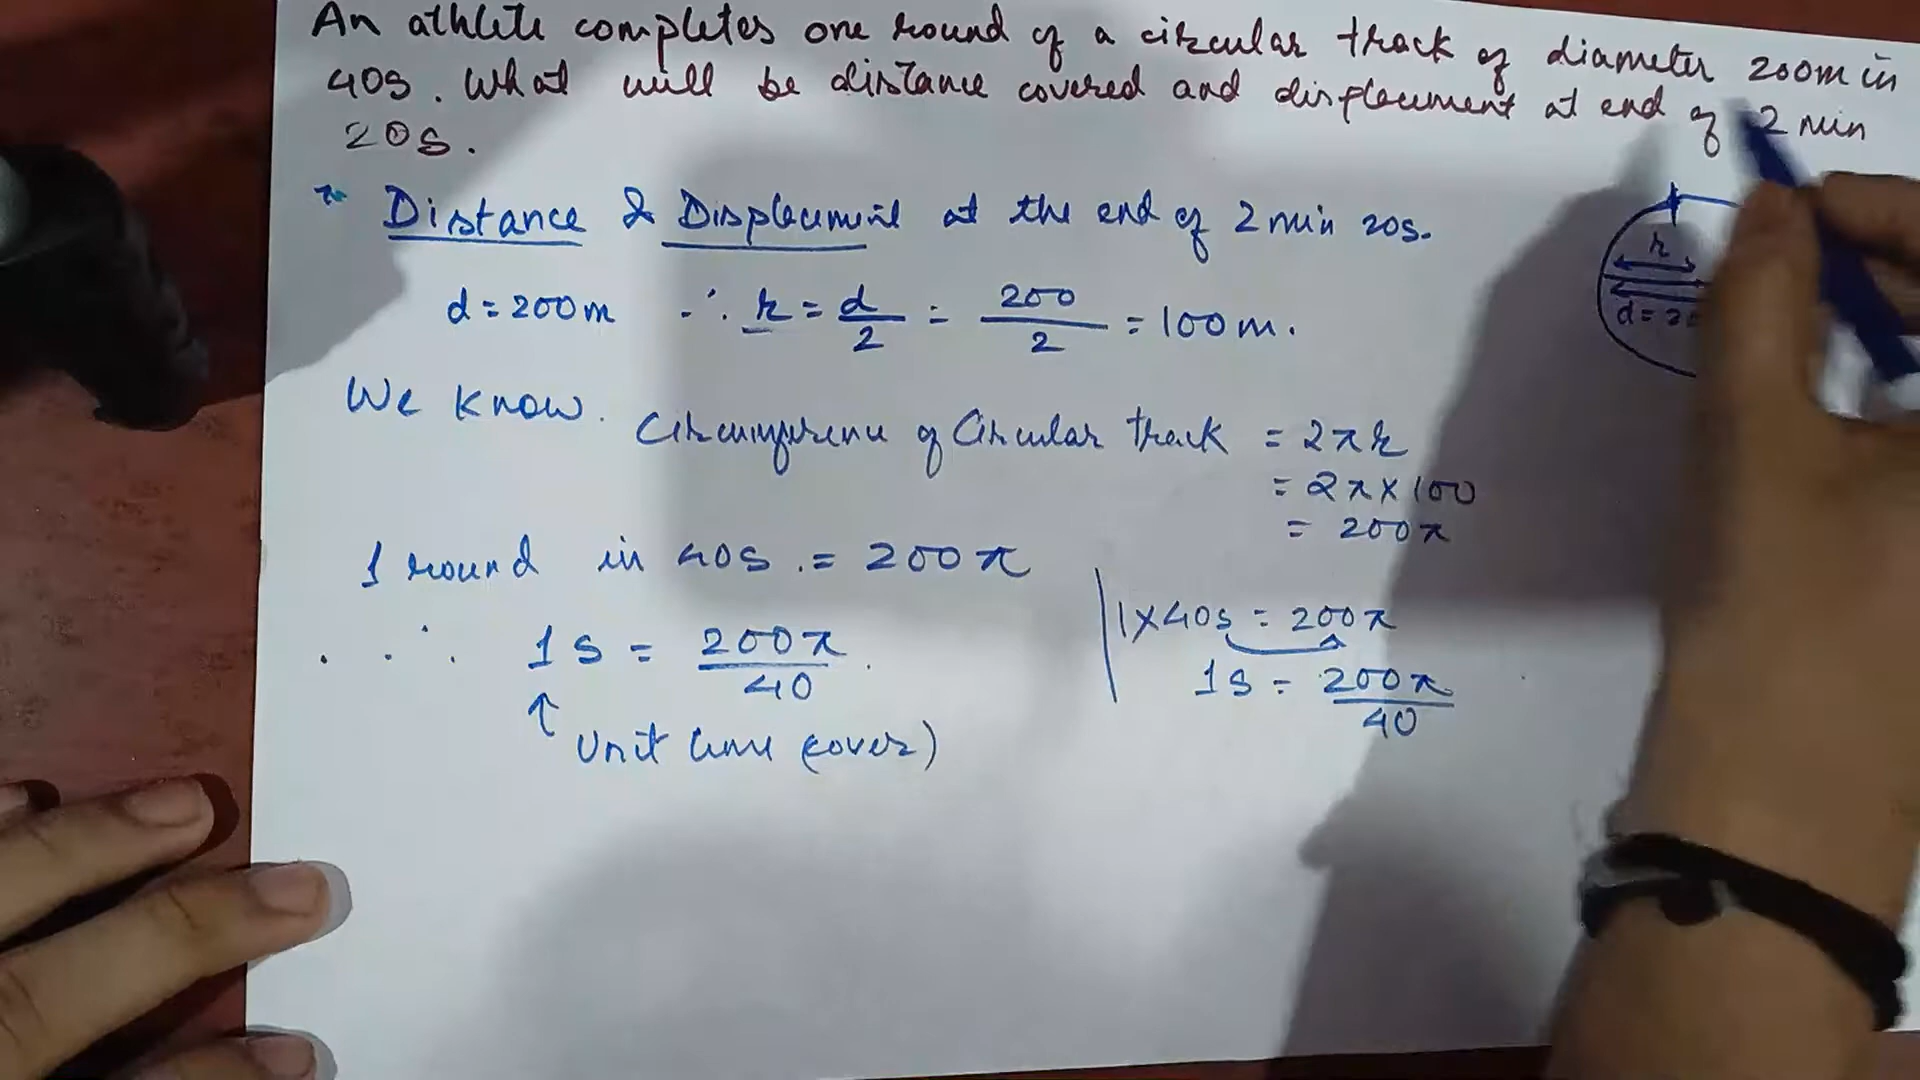 An athlete completes one round of a circular track of diameter 200m in
40s. What will be distance covered and displacement at end of 2 min
20s.
Distance & Displacement at the end of 2 min 20s.
r
d = 2
d = 200m ∴ r = d/2 = 200/2 = 100m.
We know. Circumference of Circular track = 2πr
= 2π×100
= 200π
1 round in 40s. = 200π
∴ 1s = 200π/40
↑
Unit time (cover)
1×40s = 200π
1s = 200π/40